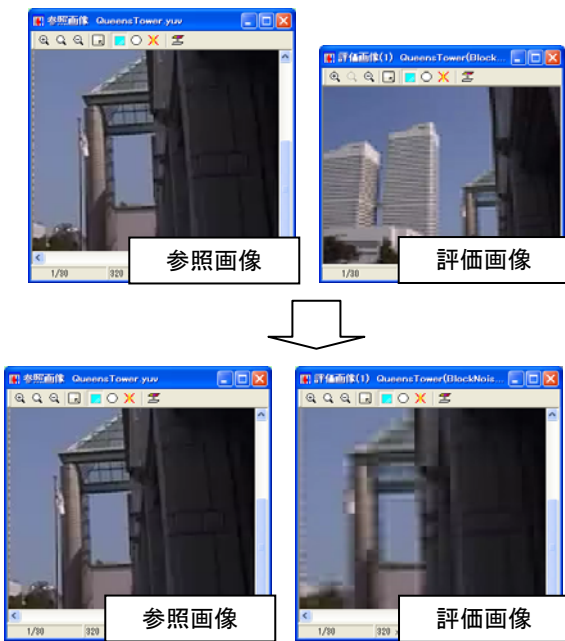 参照画像 QueensTower.yuv
評価画像(1) QueensTower(Block...
参照画像
1/30 320
評価画像
1/30
参照画像 QueensTower.yuv
評価画像(1) QueensTower(BlockNois...
参照画像
1/30 320
評価画像
1/30 320